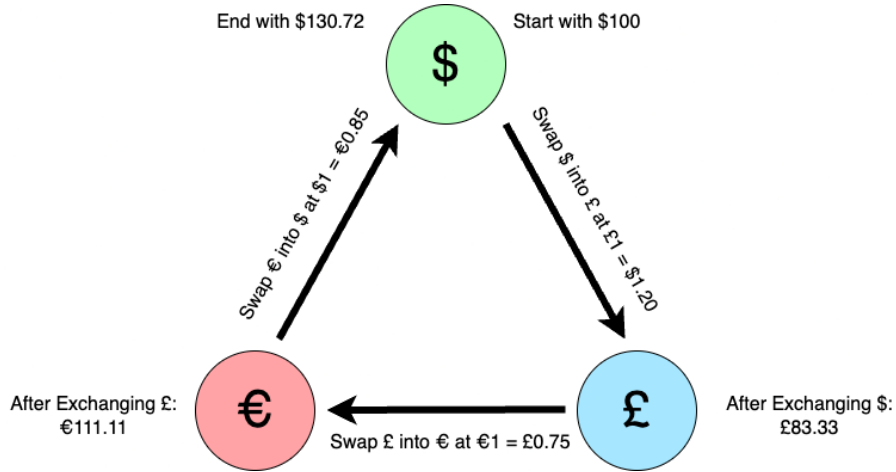 End with $130.72
Start with $100
$
Swap € into $ at $1 = €0.85
Swap $ into £ at £1 = $1.20
After Exchanging £:
€111.11
€
Swap £ into € at €1 = £0.75
£
After Exchanging $:
£83.33